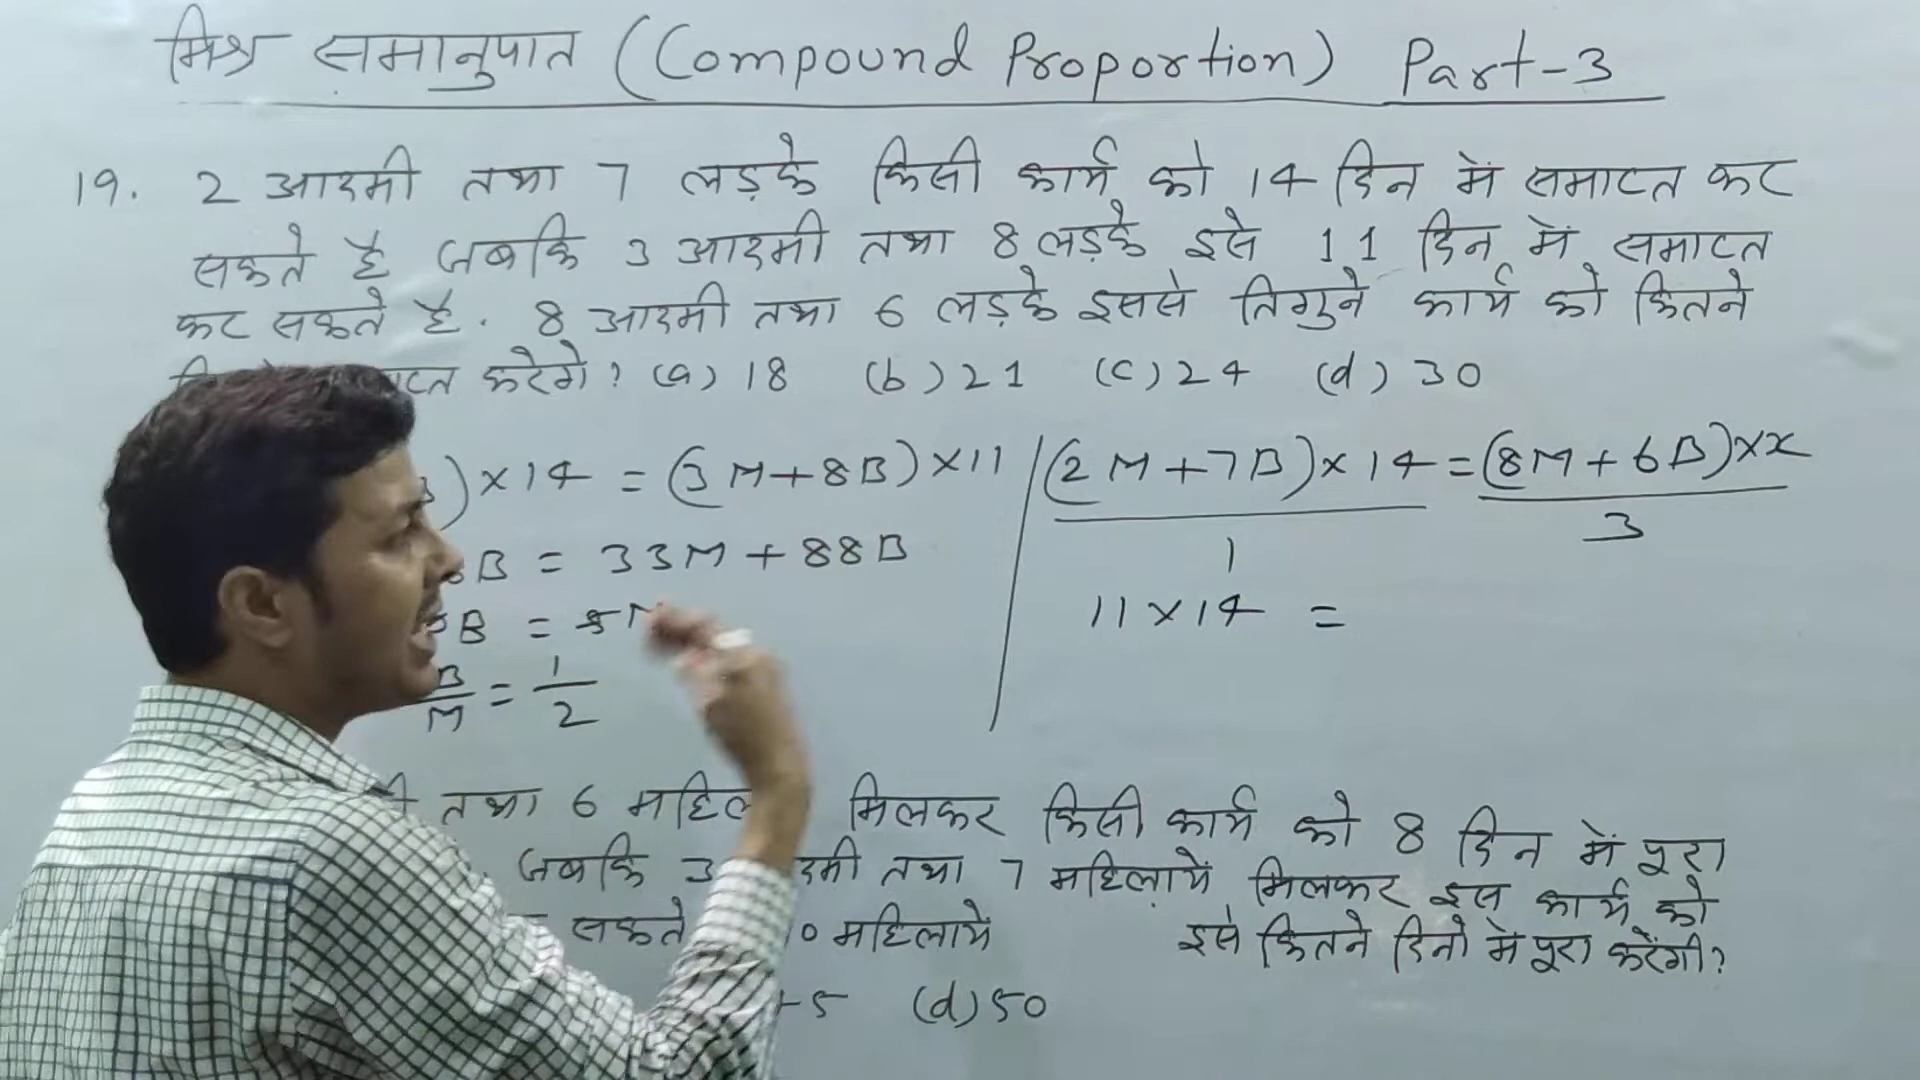 मिश्र समानुपात (Compound Proportion) Part-3
19. 2 आदमी तथा 7 लड़के किसी कार्य को 14 दिन में समाप्त कर
सकते है जबकि 3 आदमी तथा 8 लड़के इसे 11 दिन में समाप्त
कर सकते है. 8 आदमी तथा 6 लड़के इससे तिगुने कार्य को कितने
करेगे? (a) 18 (b) 21 (c) 24 (d) 30
) × 14 = (3M + 8B) × 11
B = 33M + 88B
B = 5M
B/M = 1/2
(2M + 7B) × 14 / 1 = (8M + 6B) × x / 3
11 × 14 =
तथा 6 मिलकर किसी कार्य को 8 दिन में पूरा
जबकि 3 तथा 7 महिलायें मिलकर इस कार्य को
सकते 0 महिलायें इसे कितने दिनो में पूरा करेंगी?
5 (d) 50